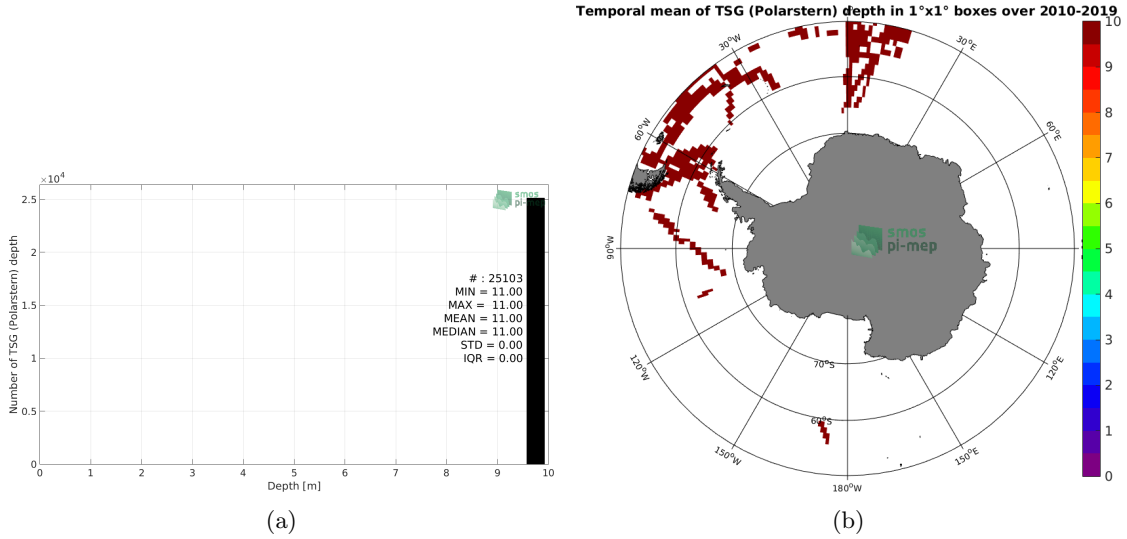 ×10⁴
2.5
2
1.5
1
0.5
0
Number of TSG (Polarstern) depth
smos
pi-mep
# : 25103
MIN = 11.00
MAX = 11.00
MEAN = 11.00
MEDIAN = 11.00
STD = 0.00
IQR = 0.00
0 1 2 3 4 5 6 7 8 9 10
Depth [m]
(a)
Temporal mean of TSG (Polarstern) depth in 1°x1° boxes over 2010-2019
30°W
30°E
60°W
60°E
90°W
smos
pi-mep
120°W
120°E
70°S
60°S
150°W
150°E
180°W
10
9
8
7
6
5
4
3
2
1
0
(b)